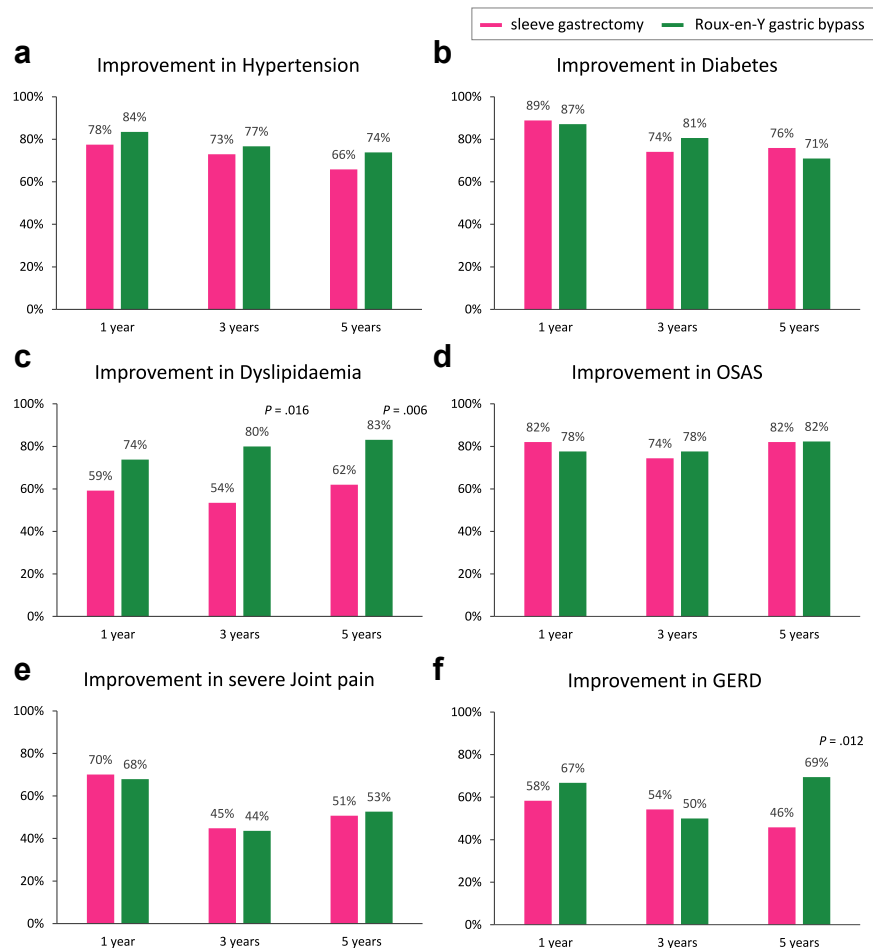 sleeve gastrectomy Roux-en-Y gastric bypass
a
Improvement in Hypertension
100%
80%
60%
40%
20%
0%
78%
84%
73%
77%
66%
74%
1 year
3 years
5 years
b
Improvement in Diabetes
100%
80%
60%
40%
20%
0%
89%
87%
74%
81%
76%
71%
1 year
3 years
5 years
c
Improvement in Dyslipidaemia
100%
80%
60%
40%
20%
0%
59%
74%
54%
P = .016
80%
62%
P = .006
83%
1 year
3 years
5 years
d
Improvement in OSAS
100%
80%
60%
40%
20%
0%
82%
78%
74%
78%
82%
82%
1 year
3 years
5 years
e
Improvement in severe Joint pain
100%
80%
60%
40%
20%
0%
70%
68%
45%
44%
51%
53%
1 year
3 years
5 years
f
Improvement in GERD
100%
80%
60%
40%
20%
0%
58%
67%
54%
50%
46%
P = .012
69%
1 year
3 years
5 years